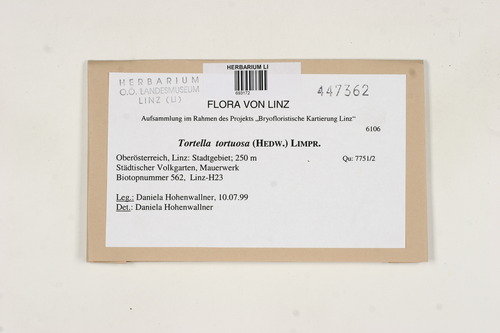 HERBARIUM LI
HERBARIUM
O.Ö. LANDESMUSEUM
LINZ (LI)
447362
FLORA VON LINZ
Aufsammlung im Rahmen des Projekts „Bryofloristische Kartierung Linz"
6106
Tortella tortuosa (HEDW.) LIMPR.
Oberösterreich, Linz: Stadtgebiet; 250 m
Qu: 7751/2
Städtischer Volkgarten, Mauerwerk
Biotopnummer 562, Linz-H23
Leg.: Daniela Hohenwallner, 10.07.99
Det.: Daniela Hohenwallner